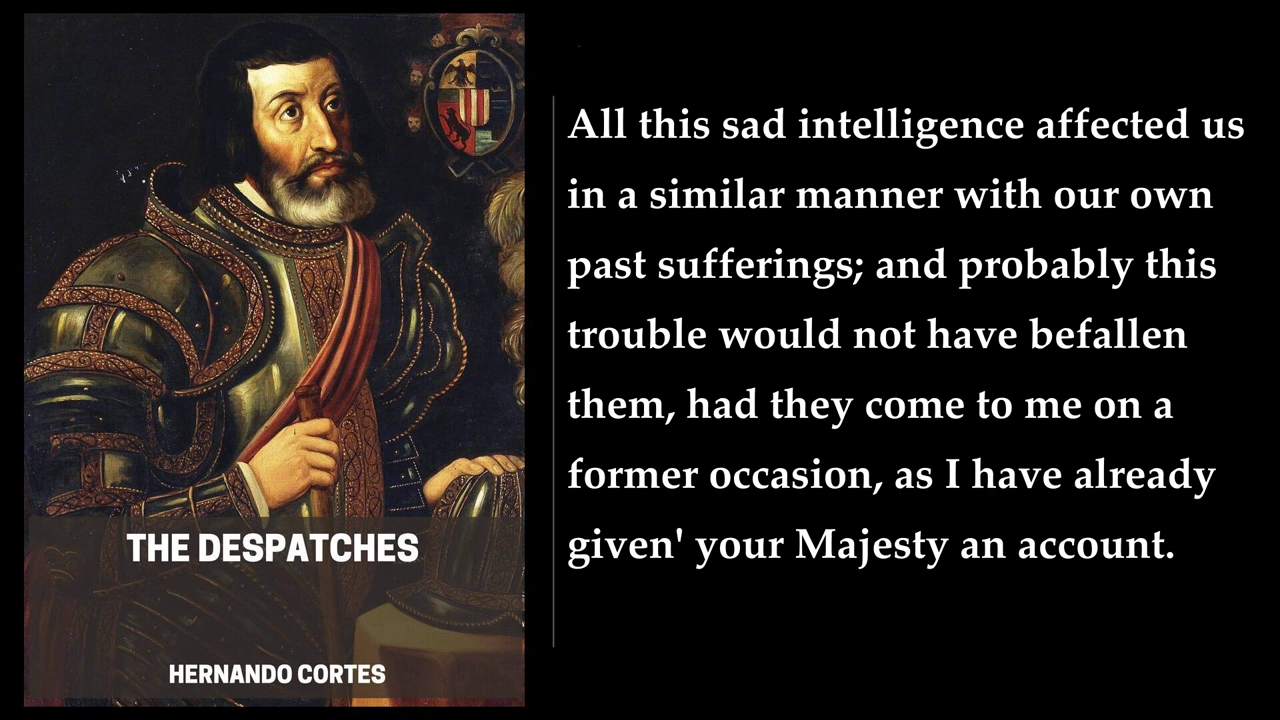 THE DESPATCHES
HERNANDO CORTES
All this sad intelligence affected us
in a similar manner with our own
past sufferings; and probably this
trouble would not have befallen
them, had they come to me on a
former occasion, as I have already
given' your Majesty an account.